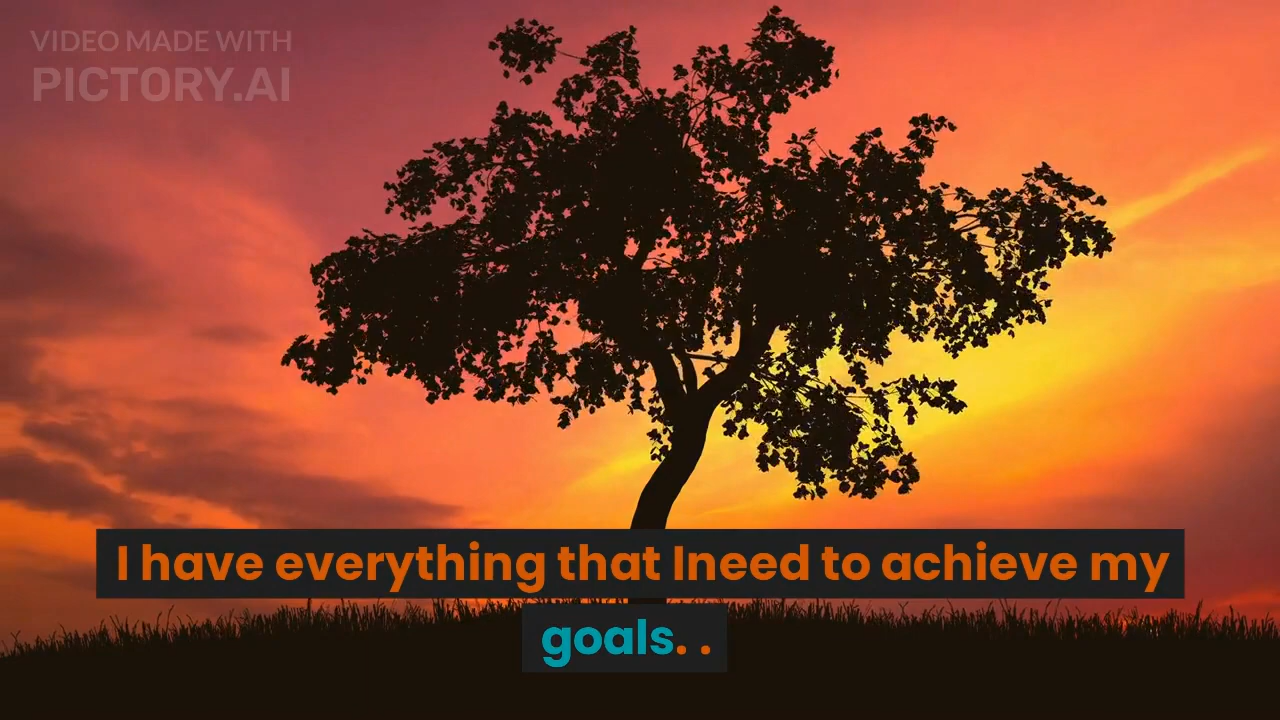 VIDEO MADE WITH
PICTORY.AI
I have everything that Ineed to achieve my
goals. .